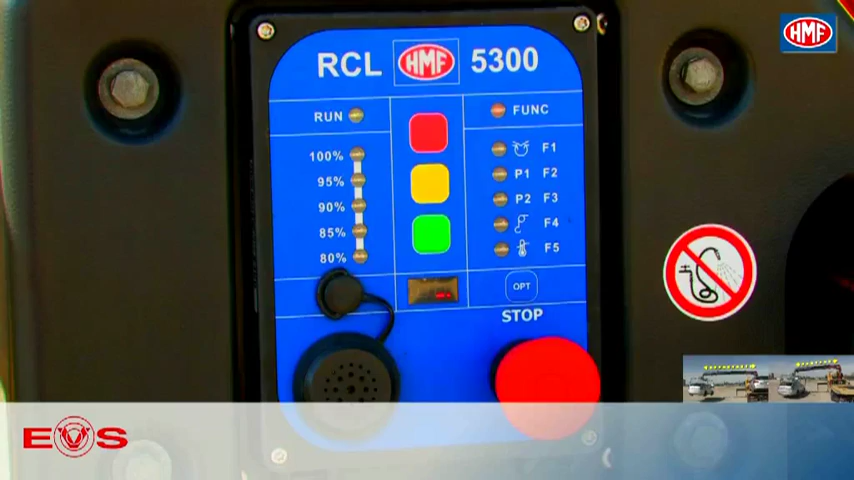 HMF
RCL HMF 5300
RUN
FUNC
100%
95%
90%
85%
80%
F1
P1 F2
P2 F3
F4
F5
OPT
STOP
EVS